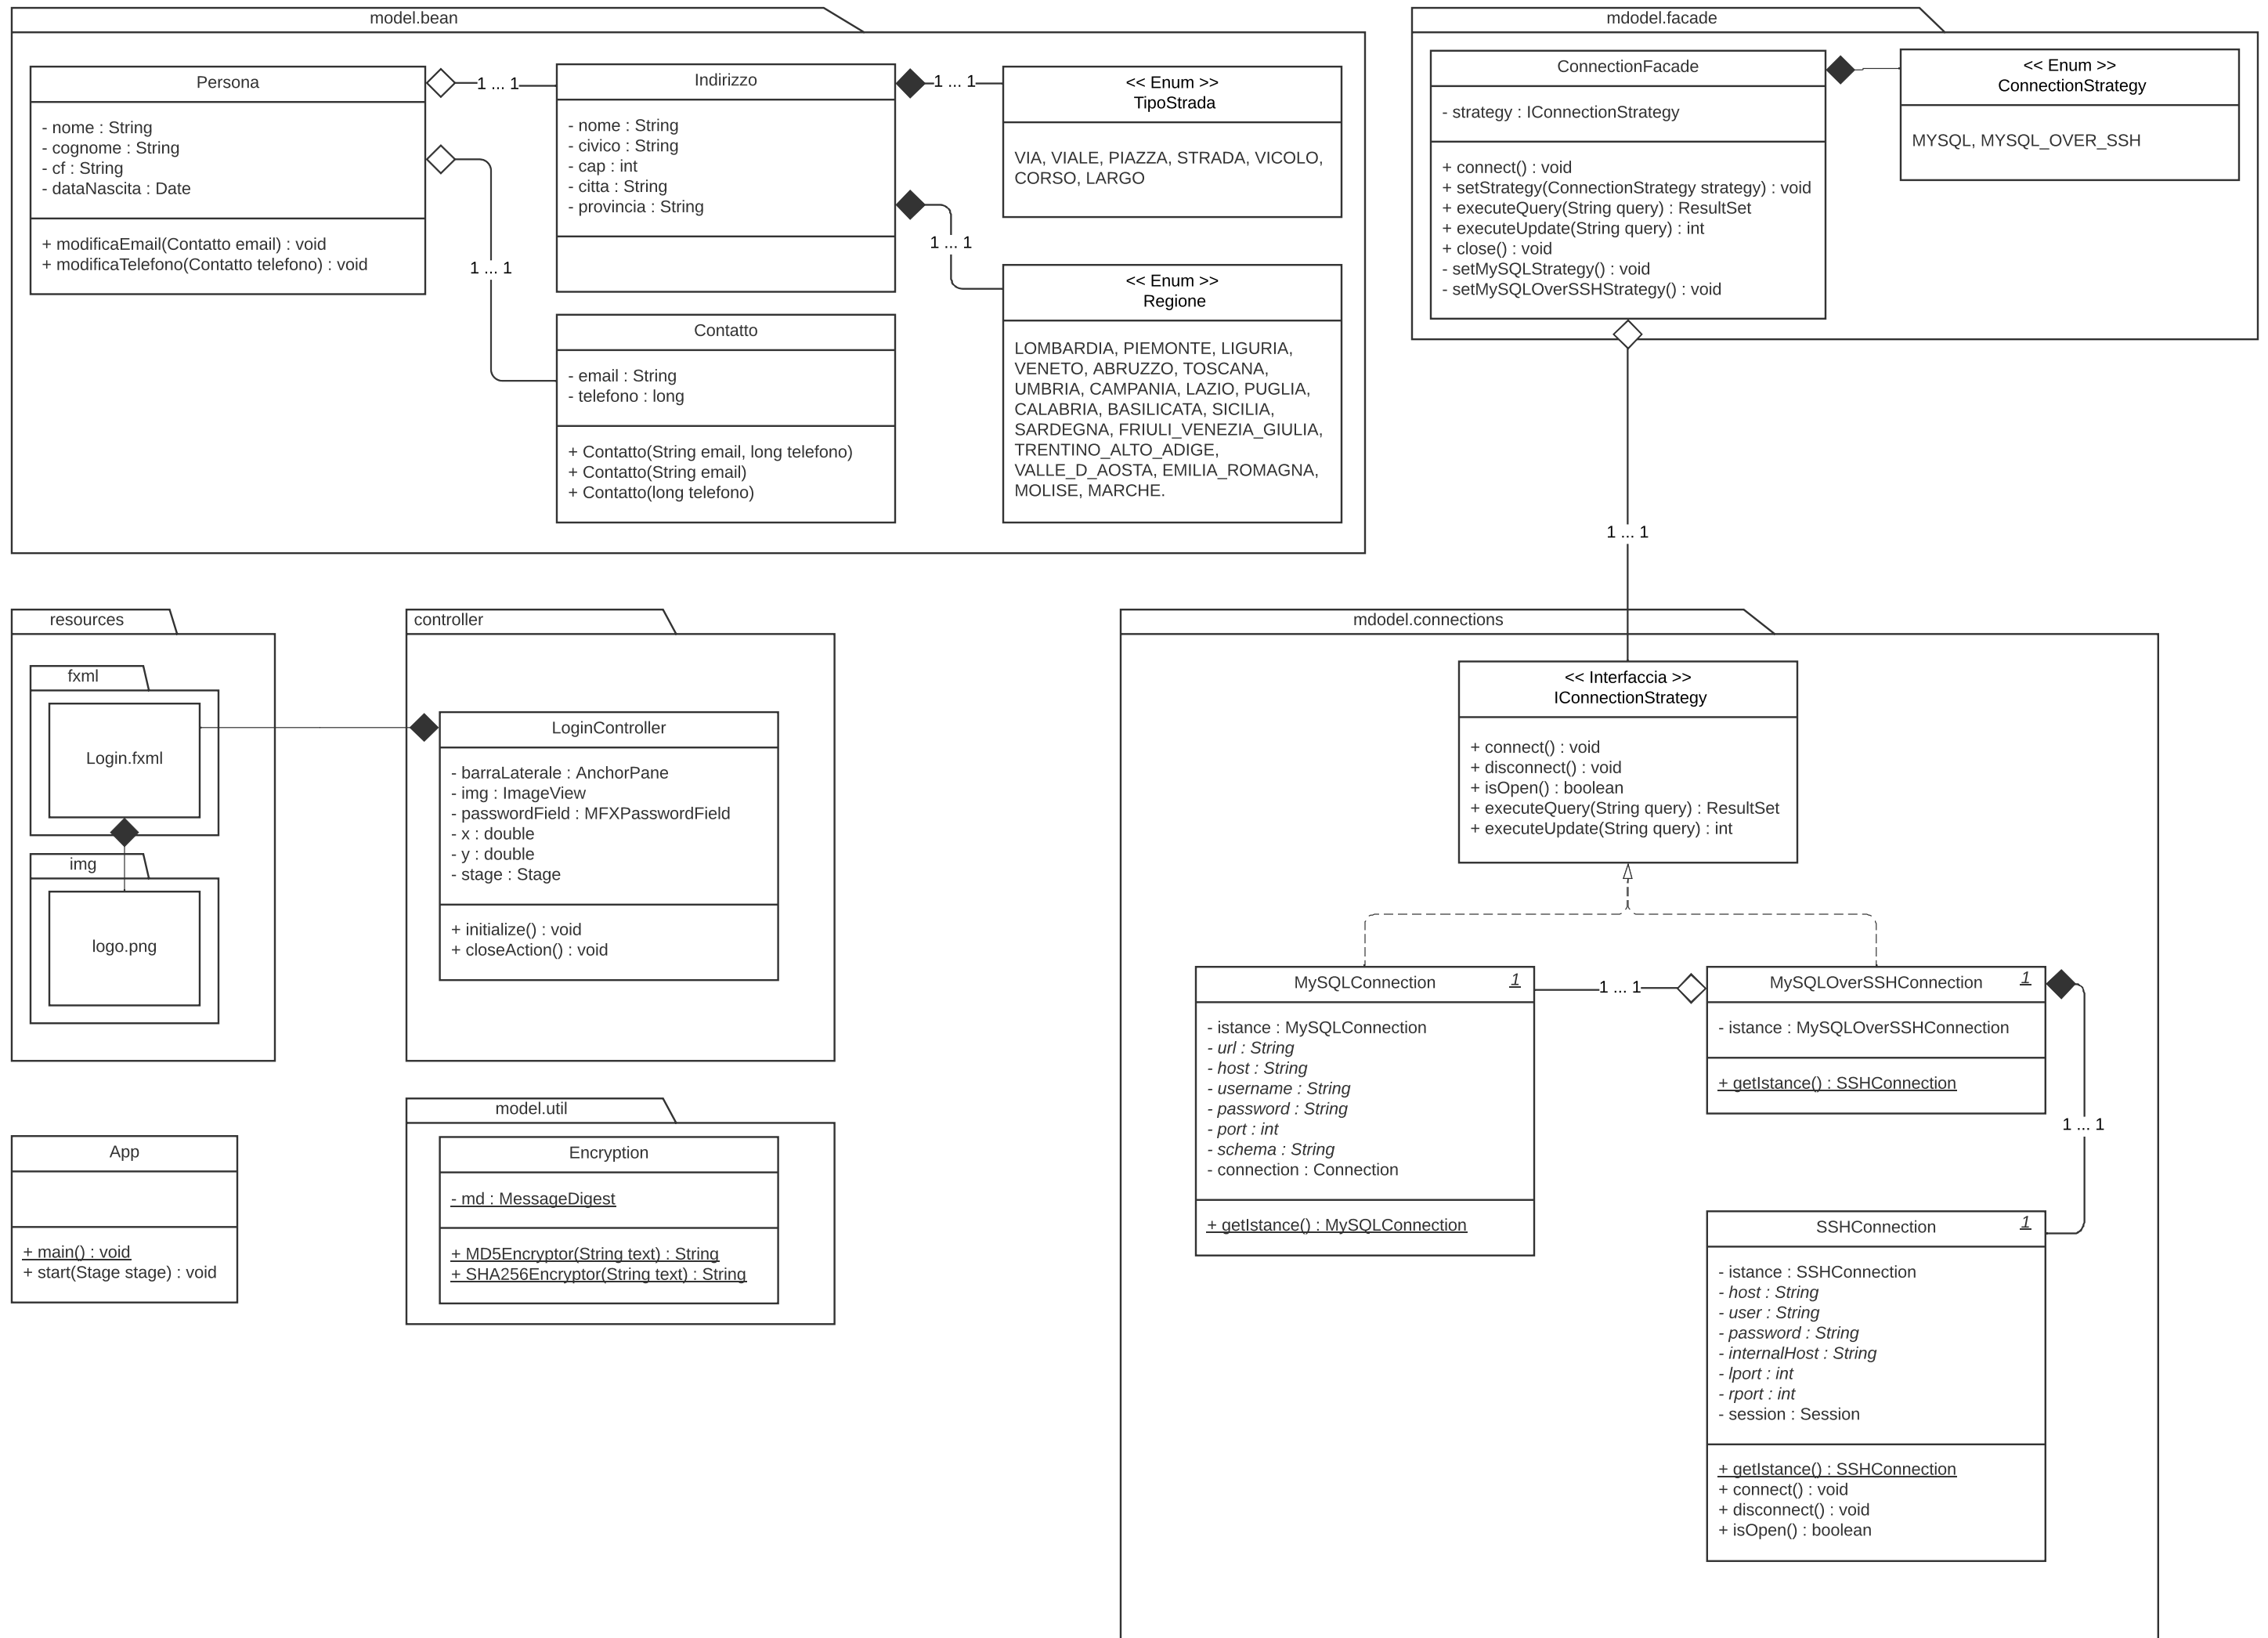 model.bean
Persona
- nome : String
- cognome : String
- cf : String
- dataNascita : Date
+ modificaEmail(Contatto email) : void
+ modificaTelefono(Contatto telefono) : void
1 ... 1
1 ... 1
Indirizzo
- nome : String
- civico : String
- cap : int
- citta : String
- provincia : String
Contatto
- email : String
- telefono : long
+ Contatto(String email, long telefono)
+ Contatto(String email)
+ Contatto(long telefono)
1 ... 1
1 ... 1
<< Enum >>
TipoStrada
VIA, VIALE, PIAZZA, STRADA, VICOLO,
CORSO, LARGO
<< Enum >>
Regione
LOMBARDIA, PIEMONTE, LIGURIA,
VENETO, ABRUZZO, TOSCANA,
UMBRIA, CAMPANIA, LAZIO, PUGLIA,
CALABRIA, BASILICATA, SICILIA,
SARDEGNA, FRIULI_VENEZIA_GIULIA,
TRENTINO_ALTO_ADIGE,
VALLE_D_AOSTA, EMILIA_ROMAGNA,
MOLISE, MARCHE.
mdodel.facade
ConnectionFacade
- strategy : IConnectionStrategy
+ connect() : void
+ setStrategy(ConnectionStrategy strategy) : void
+ executeQuery(String query) : ResultSet
+ executeUpdate(String query) : int
+ close() : void
- setMySQLStrategy() : void
- setMySQLOverSSHStrategy() : void
<< Enum >>
ConnectionStrategy
MYSQL, MYSQL_OVER_SSH
1 ... 1
resources
fxml
Login.fxml
img
logo.png
controller
LoginController
- barraLaterale : AnchorPane
- img : ImageView
- passwordField : MFXPasswordField
- x : double
- y : double
- stage : Stage
+ initialize() : void
+ closeAction() : void
App
+ main() : void
+ start(Stage stage) : void
model.util
Encryption
- md : MessageDigest
+ MD5Encryptor(String text) : String
+ SHA256Encryptor(String text) : String
mdodel.connections
<< Interfaccia >>
IConnectionStrategy
+ connect() : void
+ disconnect() : void
+ isOpen() : boolean
+ executeQuery(String query) : ResultSet
+ executeUpdate(String query) : int
MySQLConnection 1
- istance : MySQLConnection
- url : String
- host : String
- username : String
- password : String
- port : int
- schema : String
- connection : Connection
+ getIstance() : MySQLConnection
1 ... 1
MySQLOverSSHConnection 1
- istance : MySQLOverSSHConnection
+ getIstance() : SSHConnection
1 ... 1
SSHConnection 1
- istance : SSHConnection
- host : String
- user : String
- password : String
- internalHost : String
- lport : int
- rport : int
- session : Session
+ getIstance() : SSHConnection
+ connect() : void
+ disconnect() : void
+ isOpen() : boolean